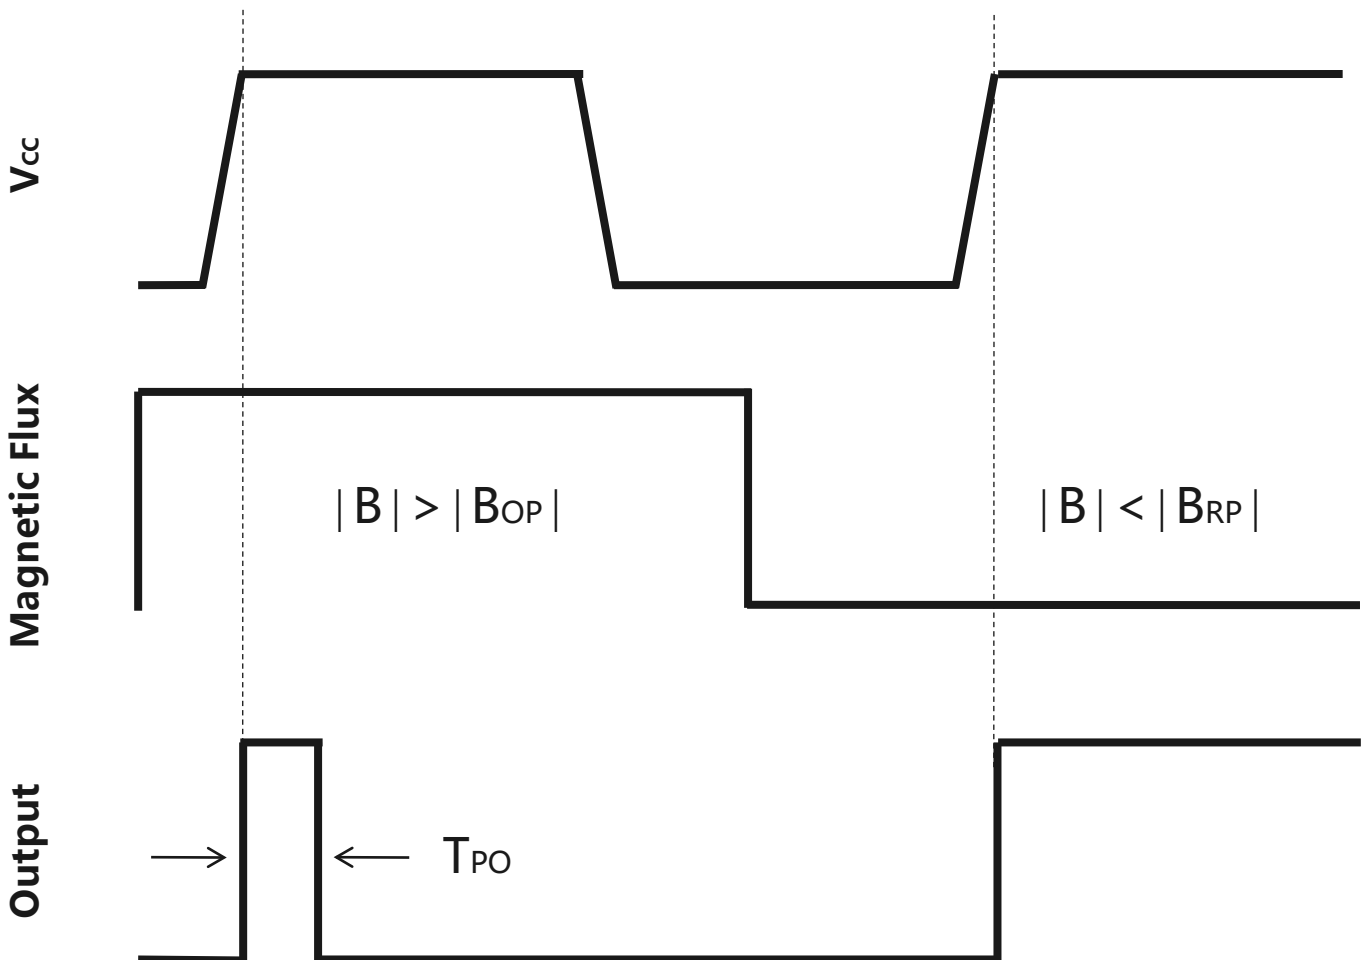 Vcc
Magnetic Flux
| B | > | BOP |
| B | < | BRP |
Output
TPO